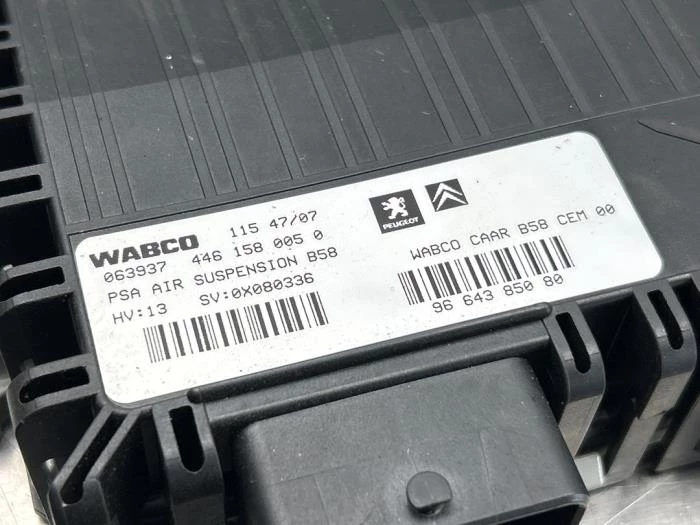 WABCO 11S 47/07
063937 446 158 005 0
PSA AIR SUSPENSION B58
HV:13 SV:0X080336
PEUGEOT
WABCO CAAR B58 CEM 00
96 643 850 80